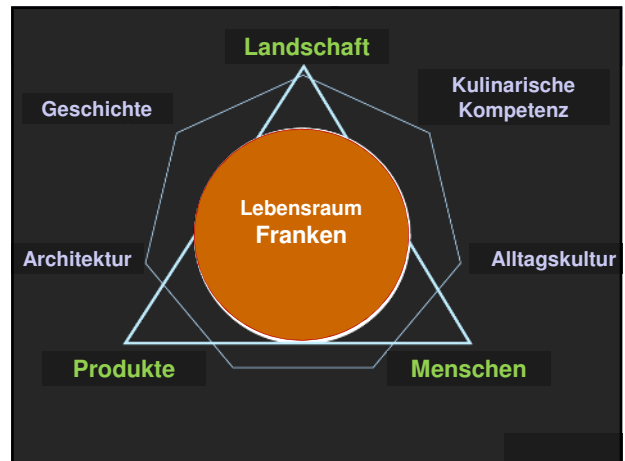 Landschaft
Geschichte
Kulinarische
Kompetenz
Lebensraum
Franken
Architektur
Alltagskultur
Produkte
Menschen